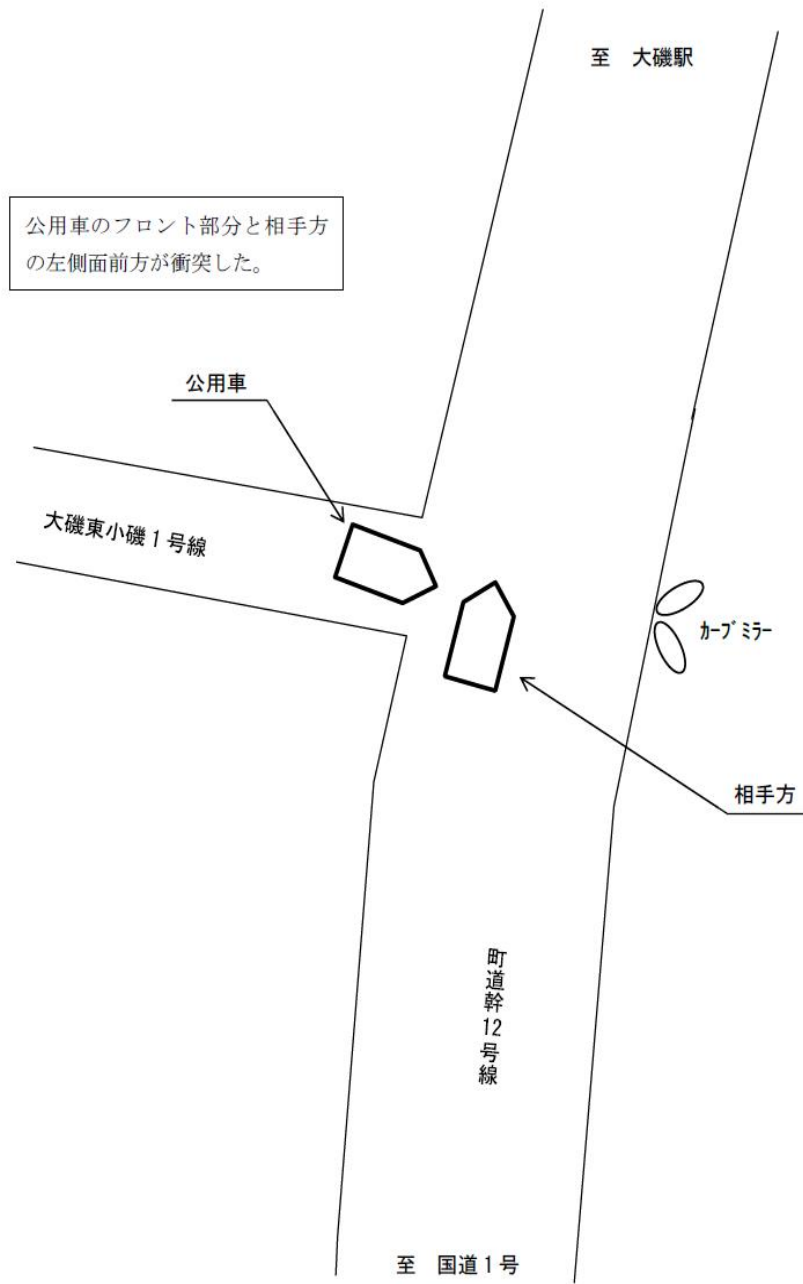 至　大磯駅
公用車のフロント部分と相手方
の左側面前方が衝突した。
公用車
大磯東小磯１号線
ｶｰﾌﾞﾐﾗｰ
相手方
町道幹12号線
至　国道１号